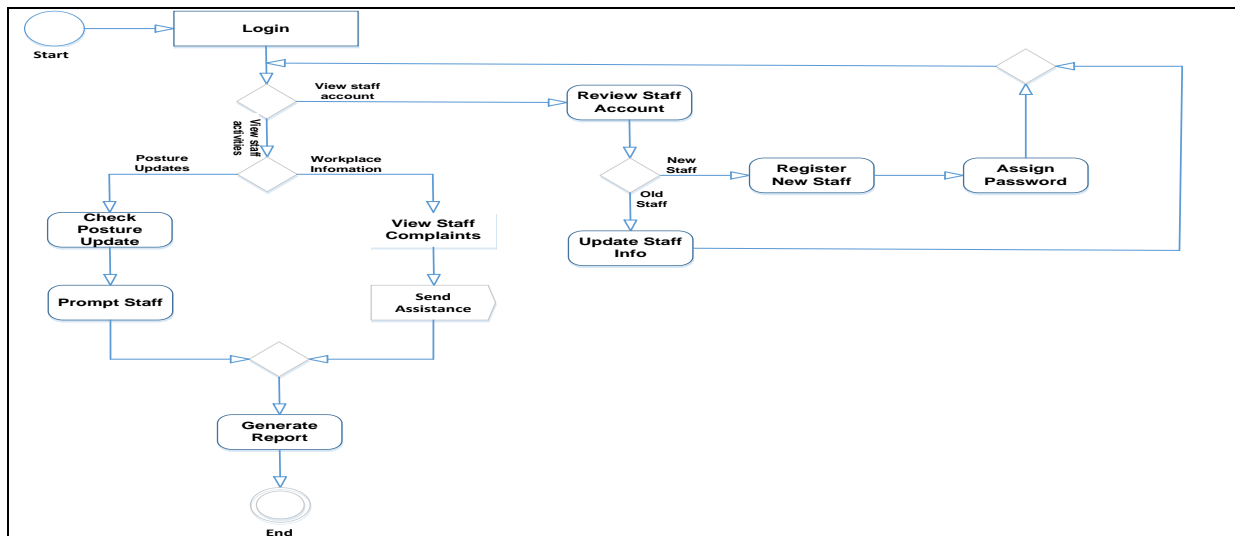 Login
Start
View staff
account
Review Staff
Account
View staff
activities
Posture
Updates
Workplace
Infomation
New
Staff
Register
New Staff
Assign
Password
Old
Staff
Check
Posture
Update
View Staff
Complaints
Update Staff
Info
Prompt Staff
Send
Assistance
Generate
Report
End